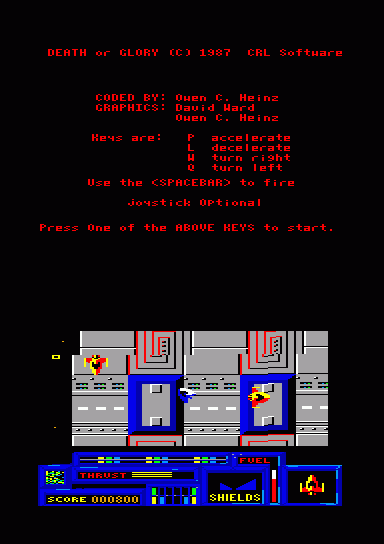 DEATH or GLORY (C) 1987 CRL Software
CODED BY: Owen C. Heinz
GRAPHICS: David Ward
Owen C. Heinz
Keys are: P accelerate
L decelerate
W turn right
Q turn left
Use the <SPACEBAR> to fire
Joystick OPtional
Press One of the ABOVE KEYS to start.
FUEL
THRUST
SCORE 000800
SHIELDS